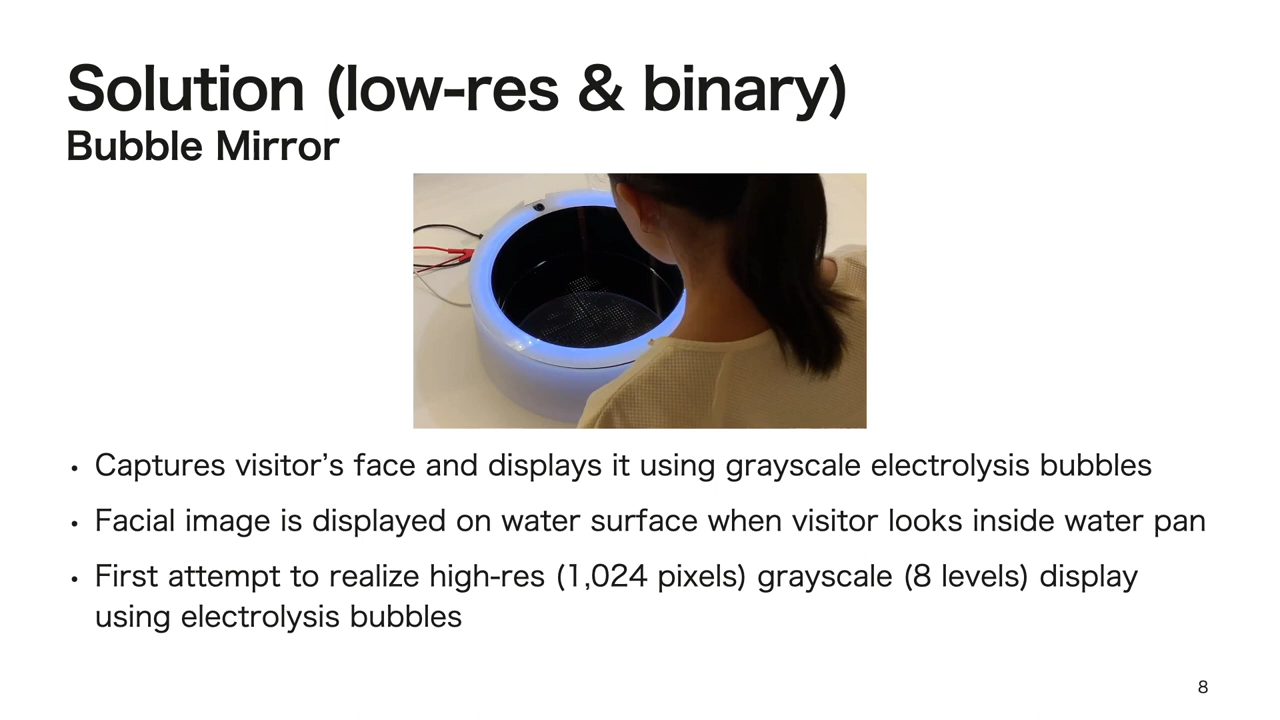 Solution (low-res & binary)
Bubble Mirror
• Captures visitor’s face and displays it using grayscale electrolysis bubbles
• Facial image is displayed on water surface when visitor looks inside water pan
• First attempt to realize high-res (1,024 pixels) grayscale (8 levels) display
using electrolysis bubbles
8